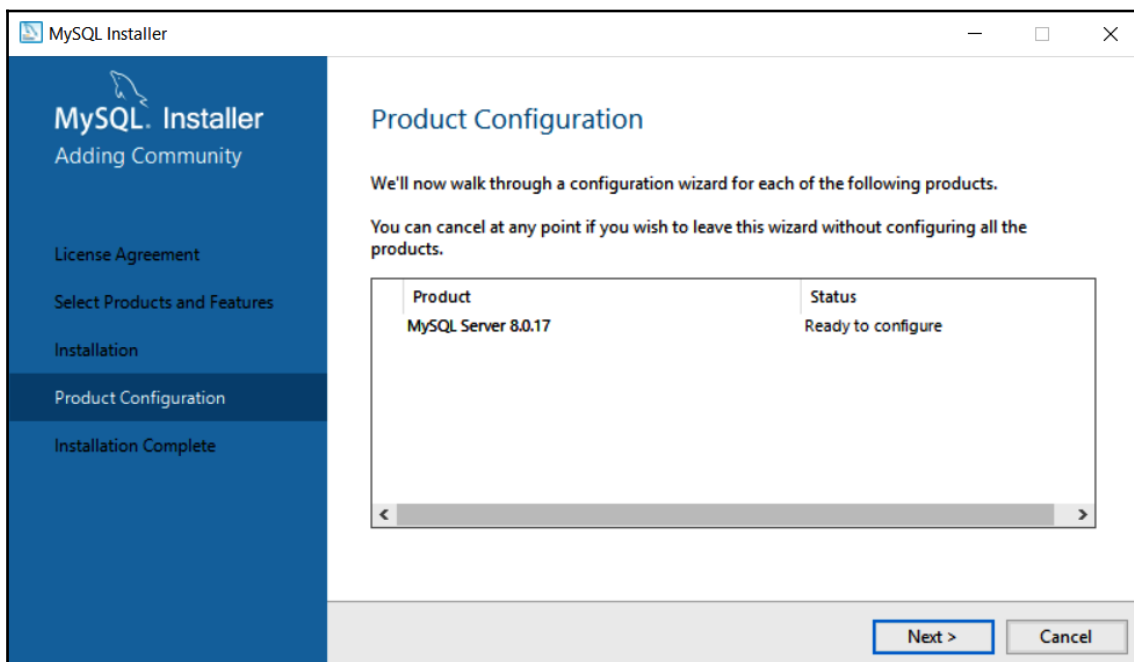 MySQL Installer
MySQL. Installer
Adding Community
License Agreement
Select Products and Features
Installation
Product Configuration
Installation Complete
Product Configuration
We'll now walk through a configuration wizard for each of the following products.
You can cancel at any point if you wish to leave this wizard without configuring all the
products.
Product Status
MySQL Server 8.0.17 Ready to configure
Next > Cancel